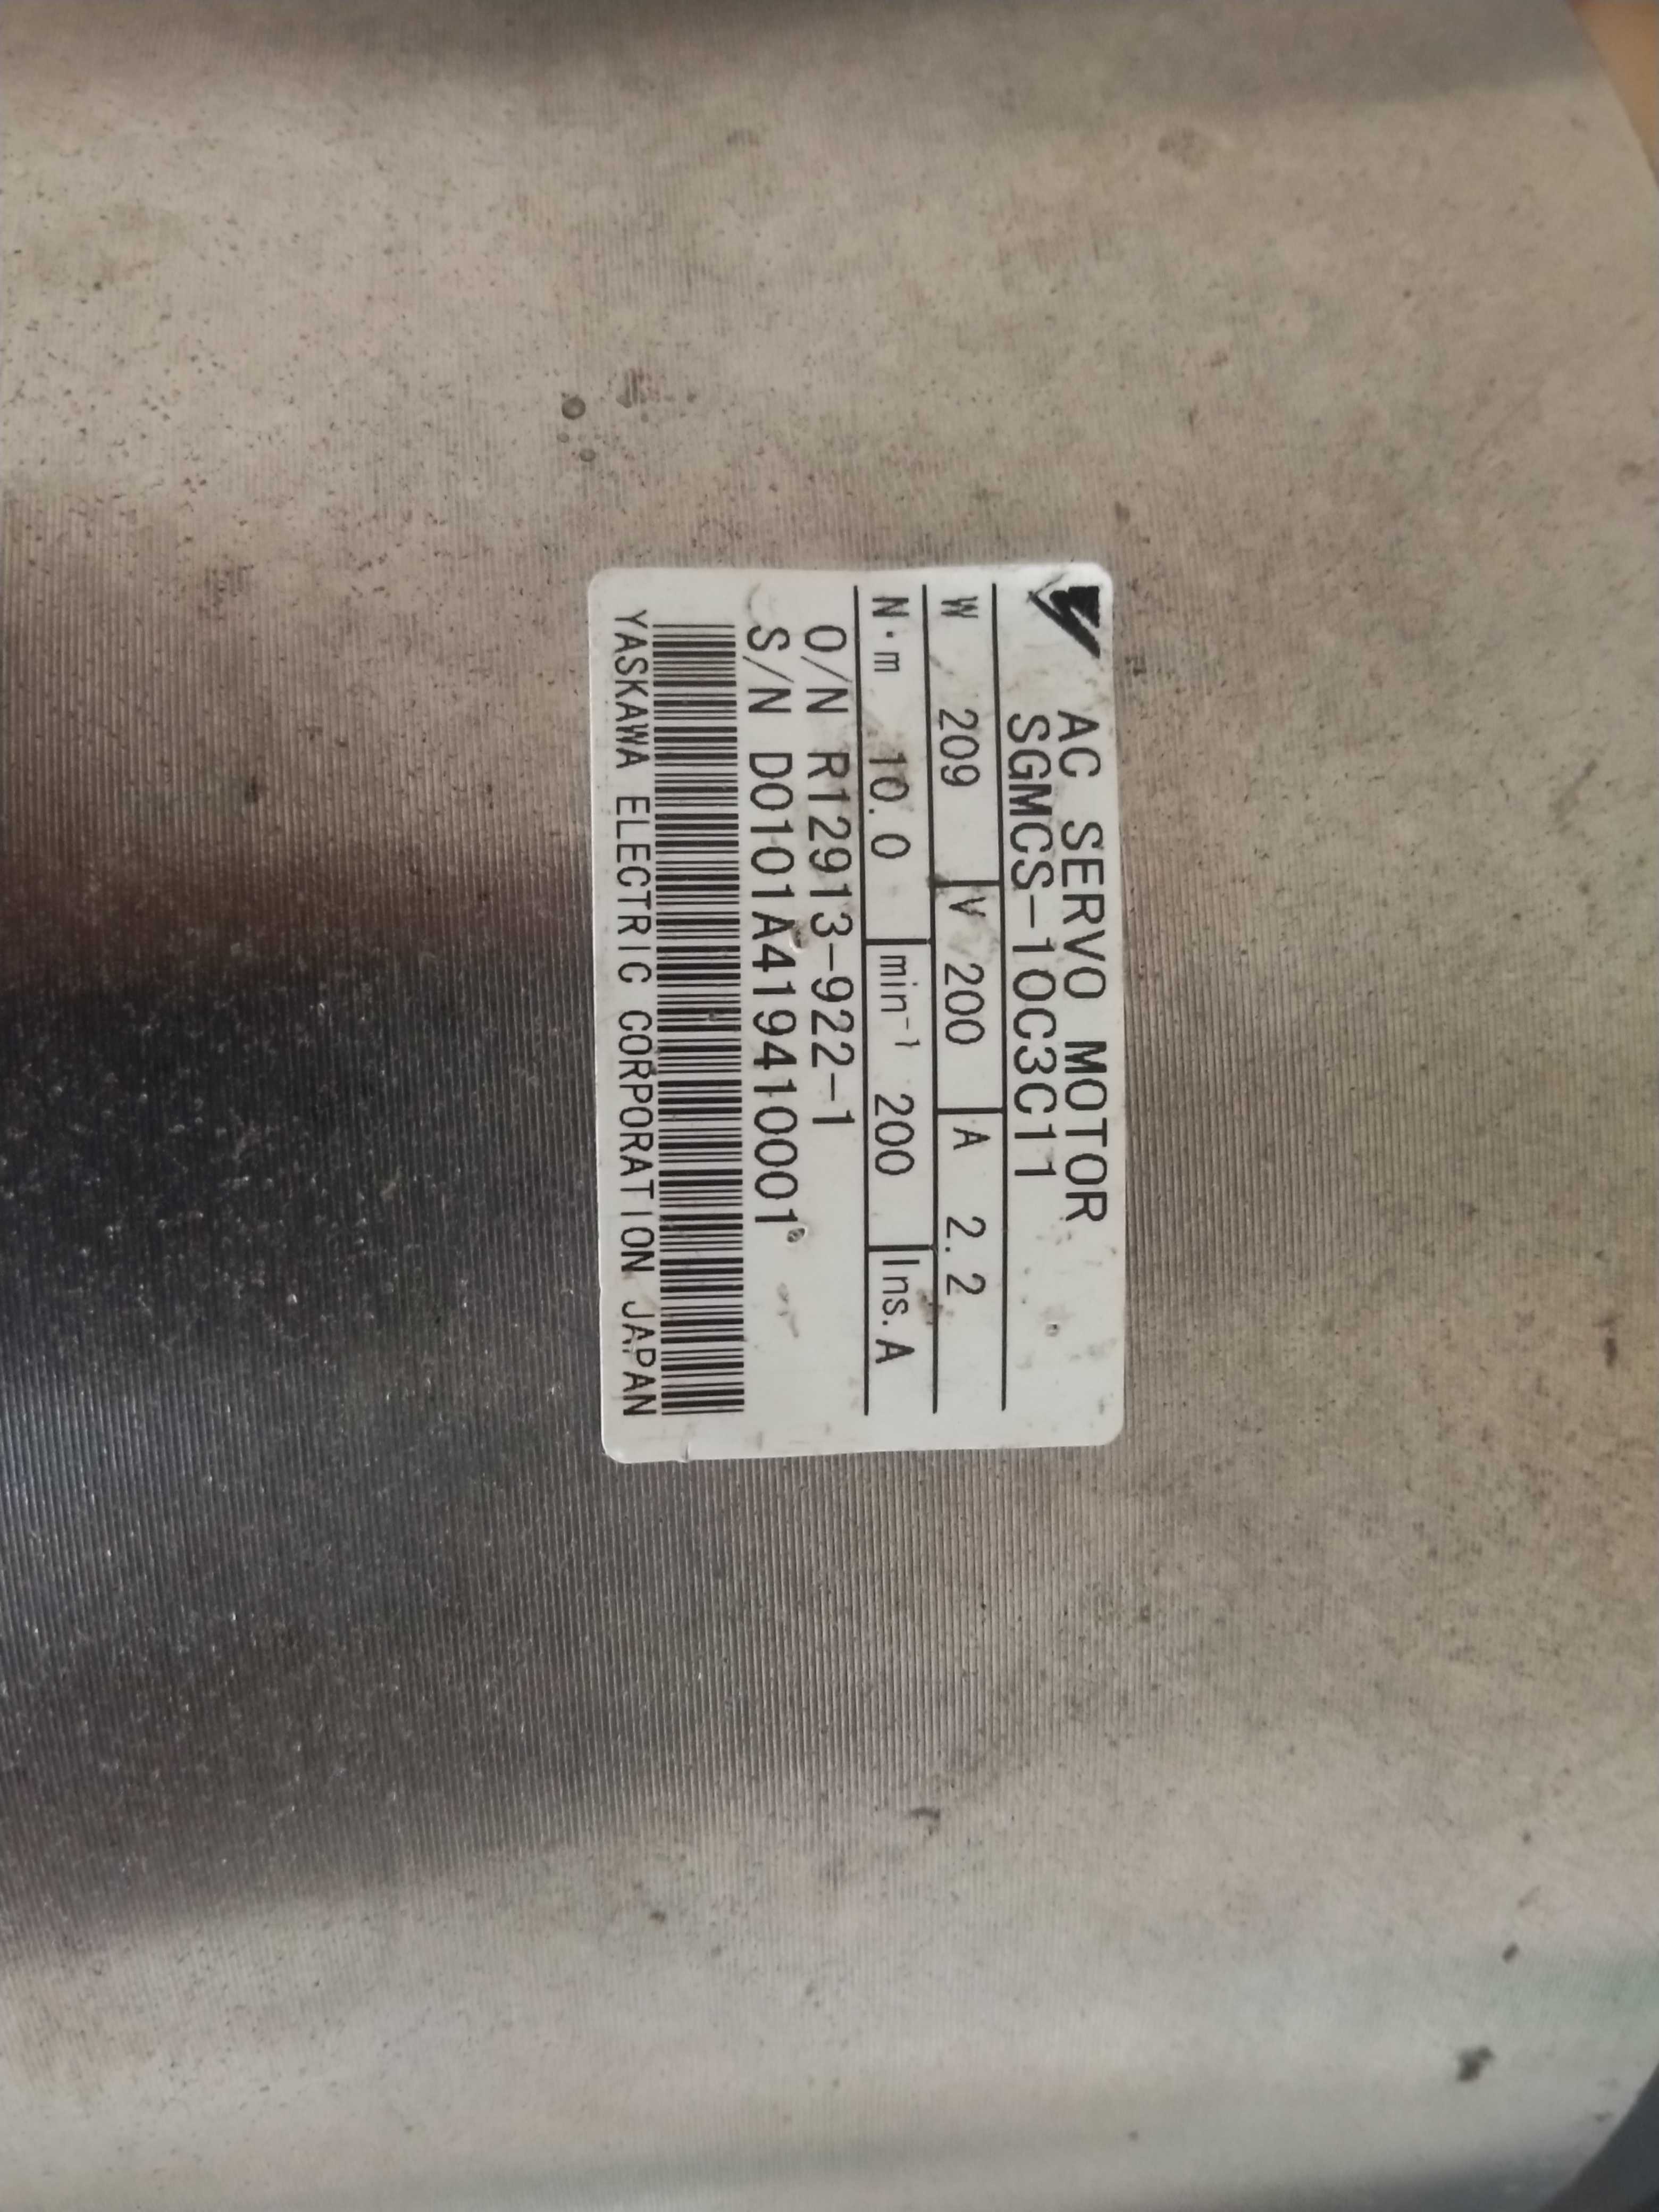 AC SERVO MOTOR
SGMCS-10C3C11
W 209 V 200 A 2.2
N·m 10.0 min⁻¹ 200 Ins. A
O/N R12913-922-1
S/N D0101A419410001
YASKAWA ELECTRIC CORPORATION JAPAN